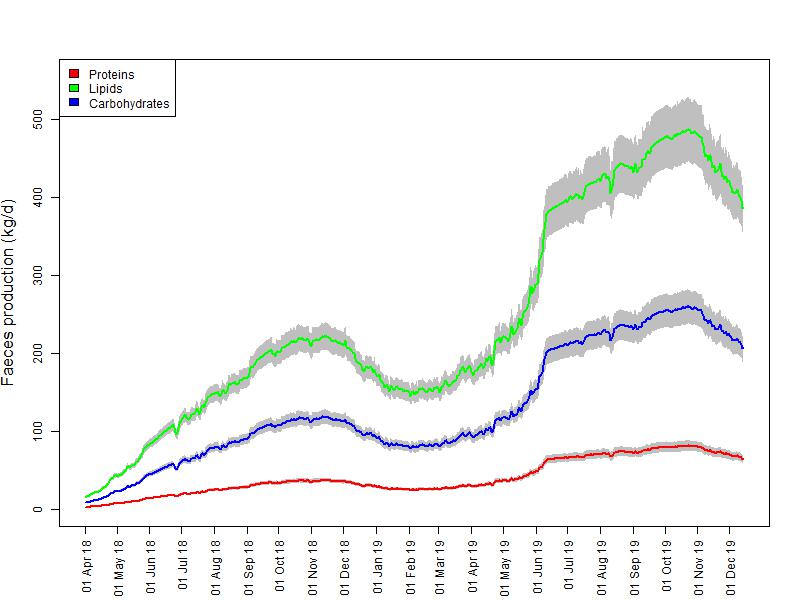 Proteins
Lipids
Carbohydrates
Faeces production (kg/d)
500
400
300
200
100
0
01 Apr 18
01 May 18
01 Jun 18
01 Jul 18
01 Aug 18
01 Sep 18
01 Oct 18
01 Nov 18
01 Dec 18
01 Jan 19
01 Feb 19
01 Mar 19
01 Apr 19
01 May 19
01 Jun 19
01 Jul 19
01 Aug 19
01 Sep 19
01 Oct 19
01 Nov 19
01 Dec 19